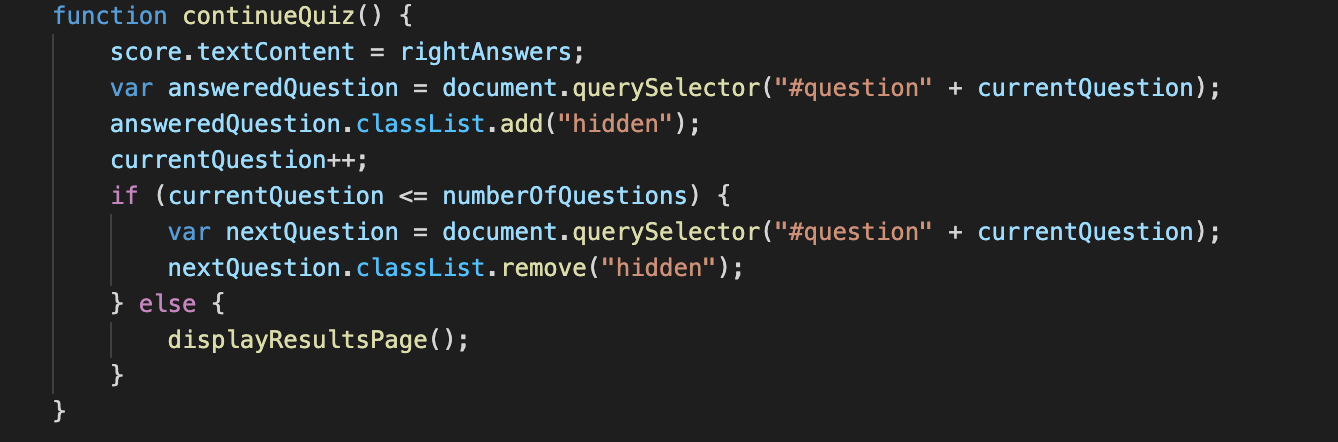 function continueQuiz() {
    score.textContent = rightAnswers;
    var answeredQuestion = document.querySelector("#question" + currentQuestion);
    answeredQuestion.classList.add("hidden");
    currentQuestion++;
    if (currentQuestion <= numberOfQuestions) {
        var nextQuestion = document.querySelector("#question" + currentQuestion);
        nextQuestion.classList.remove("hidden");
    } else {
        displayResultsPage();
    }
}